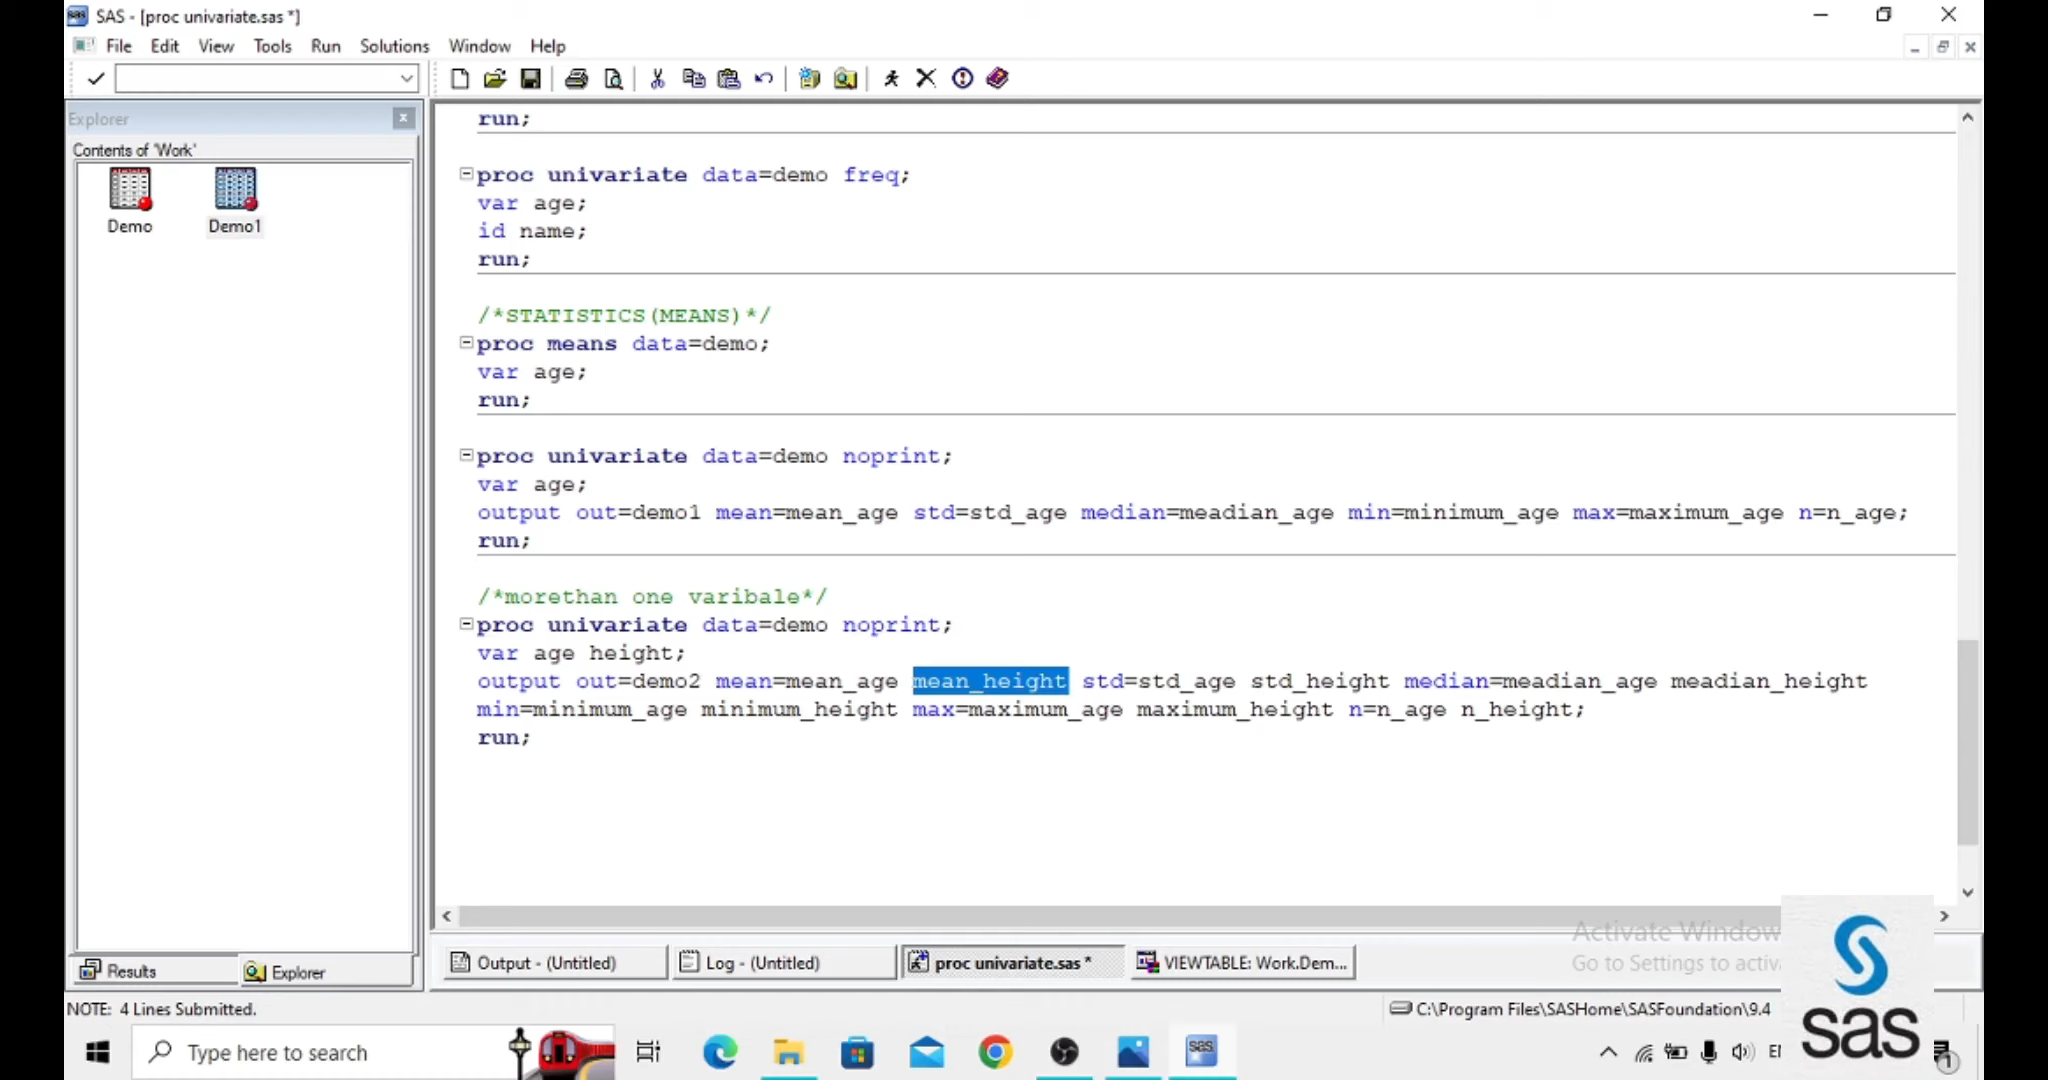 SAS - [proc univariate.sas *]
File Edit View Tools Run Solutions Window Help
Explorer
Contents of 'Work'
Demo Demo1
run;
proc univariate data=demo freq;
var age;
id name;
run;
/*STATISTICS(MEANS)*/
proc means data=demo;
var age;
run;
proc univariate data=demo noprint;
var age;
output out=demo1 mean=mean_age std=std_age median=meadian_age min=minimum_age max=maximum_age n=n_age;
run;
/*morethan one varibale*/
proc univariate data=demo noprint;
var age height;
output out=demo2 mean=mean_age mean_height std=std_age std_height median=meadian_age meadian_height
min=minimum_age minimum_height max=maximum_age maximum_height n=n_age n_height;
run;
Results Explorer
Output - (Untitled) Log - (Untitled) proc univariate.sas * VIEWTABLE: Work.Dem...
Activate Window
Go to Settings to activ
NOTE: 4 Lines Submitted.
C:\Program Files\SASHome\SASFoundation\9.4
sas
Type here to search
sas
1